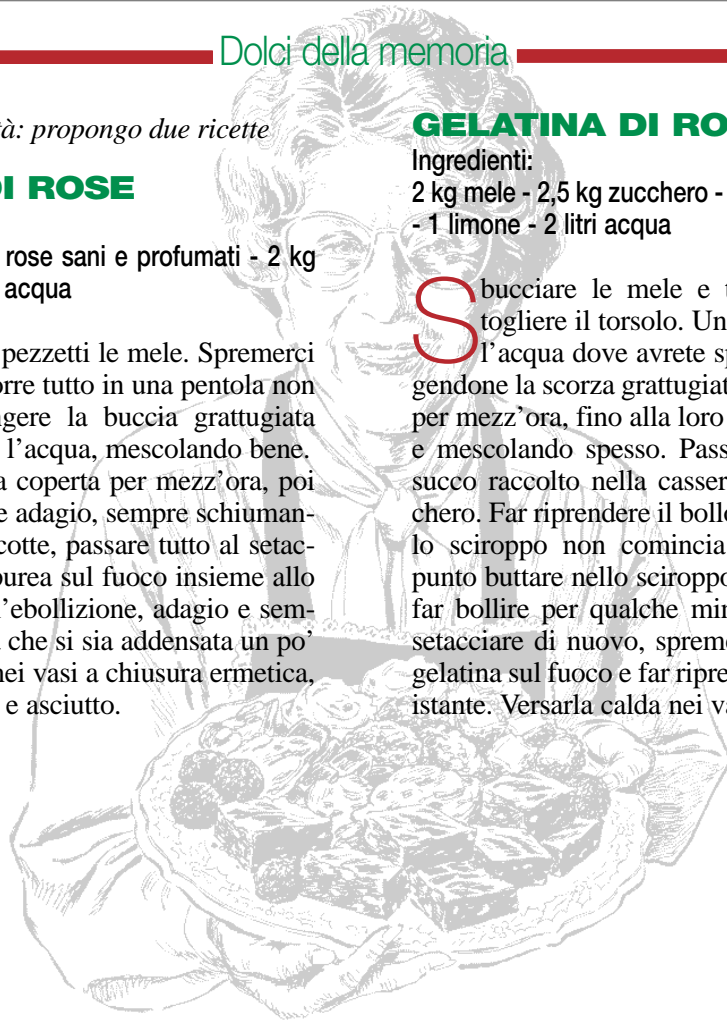 Dolci della memoria
tà: propongo due ricette
DI ROSE
rose sani e profumati - 2 kg
acqua
pezzetti le mele. Spremerci
orre tutto in una pentola non
ngere la buccia grattugiata
l’acqua, mescolando bene.
a coperta per mezz’ora, poi
e adagio, sempre schiuman-
cotte, passare tutto al setac-
purea sul fuoco insieme allo
l’ebollizione, adagio e sem-
a che si sia addensata un po’
nei vasi a chiusura ermetica,
e asciutto.
GELATINA DI RO
Ingredienti:
2 kg mele - 2,5 kg zucchero -
- 1 limone - 2 litri acqua
Sbucciare le mele e t
togliere il torsolo. Un
l’acqua dove avrete sp
gendone la scorza grattugiat
per mezz’ora, fino alla loro
e mescolando spesso. Pass
succo raccolto nella casser
chero. Far riprendere il bollo
lo sciroppo non comincia
punto buttare nello sciroppo
far bollire per qualche min
setacciare di nuovo, spreme
gelatina sul fuoco e far ripre
istante. Versarla calda nei va